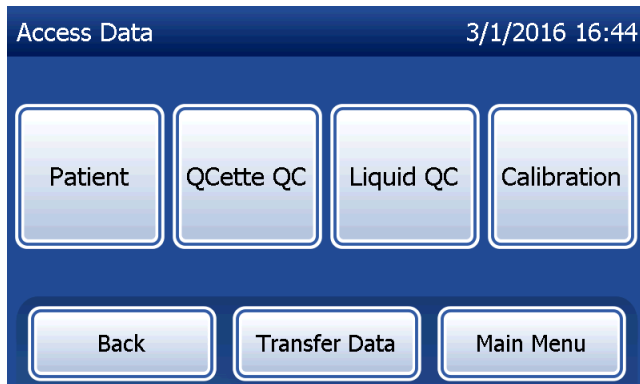 Access Data 3/1/2016 16:44
Patient QCette QC Liquid QC Calibration
Back Transfer Data Main Menu